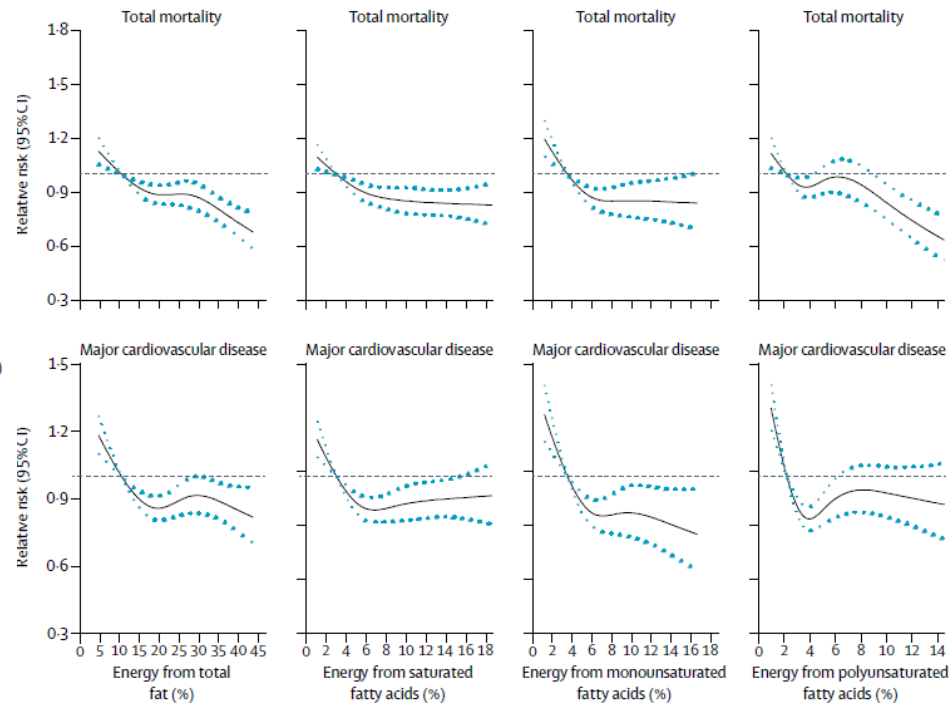 Total mortality
Total mortality
Total mortality
Total mortality
Relative risk (95%CI)
1·8
1·5
1·2
0·9
0·6
0·3
Major cardiovascular disease
Major cardiovascular disease
Major cardiovascular disease
Major cardiovascular disease
Relative risk (95%CI)
1·5
1·2
0·9
0·6
0·3
0 5 10 15 20 25 30 35 40 45
0 2 4 6 8 10 12 14 16 18
0 2 4 6 8 10 12 14 16 18
0 2 4 6 8 10 12 14
Energy from total
fat (%)
Energy from saturated
fatty acids (%)
Energy from monounsaturated
fatty acids (%)
Energy from polyunsaturated
fatty acids (%)